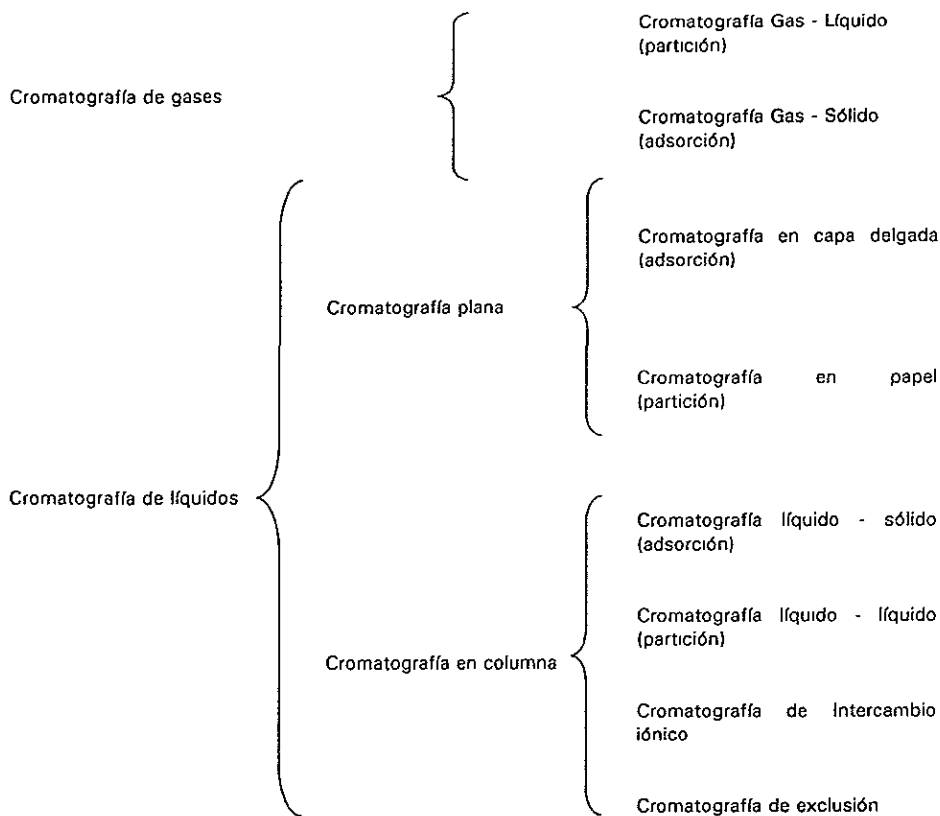 Cromatografía Gas - Líquido
(partición)
Cromatografía de gases
Cromatografía Gas - Sólido
(adsorción)
Cromatografía en capa delgada
(adsorción)
Cromatografía plana
Cromatografía en papel
(partición)
Cromatografía de líquidos
Cromatografía líquido - sólido
(adsorción)
Cromatografía líquido - líquido
(partición)
Cromatografía en columna
Cromatografía de Intercambio
iónico
Cromatografía de exclusión